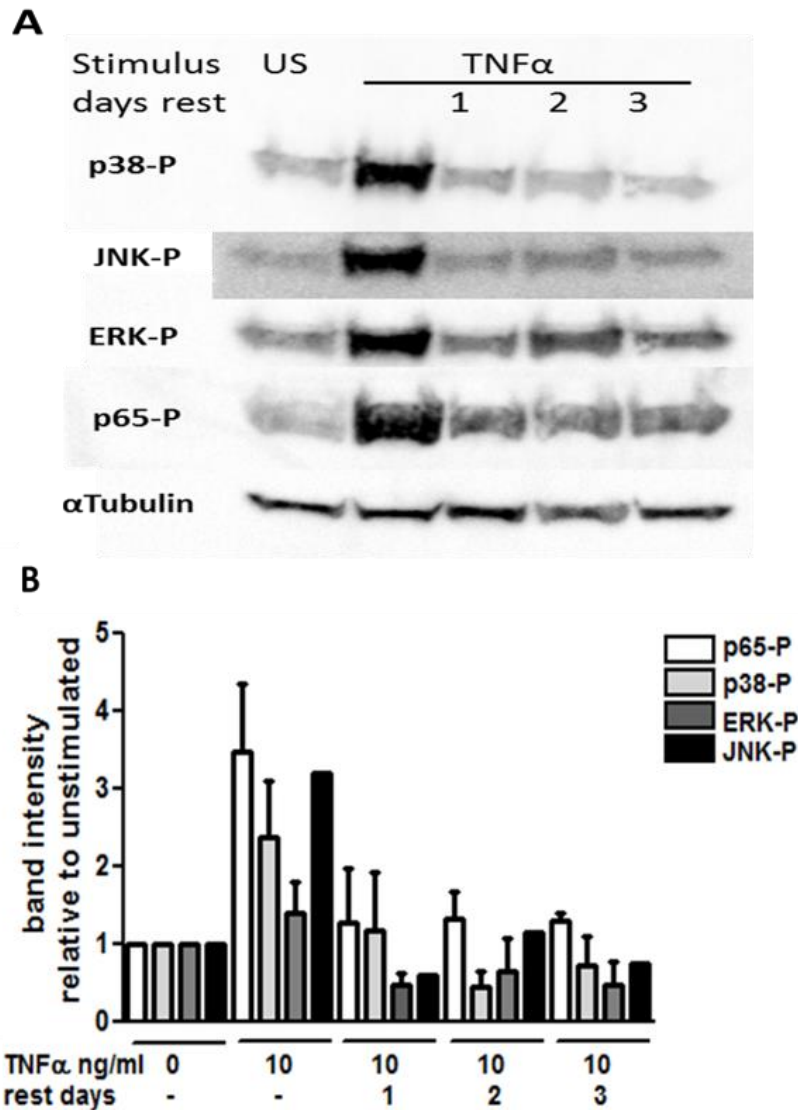 A
Stimulus US TNFα
days rest 1 2 3
p38-P
JNK-P
ERK-P
p65-P
αTubulin
B
band intensity
relative to unstimulated
5
4
3
2
1
0
p65-P
p38-P
ERK-P
JNK-P
TNFα ng/ml 0 10 10 10 10
rest days - - 1 2 3